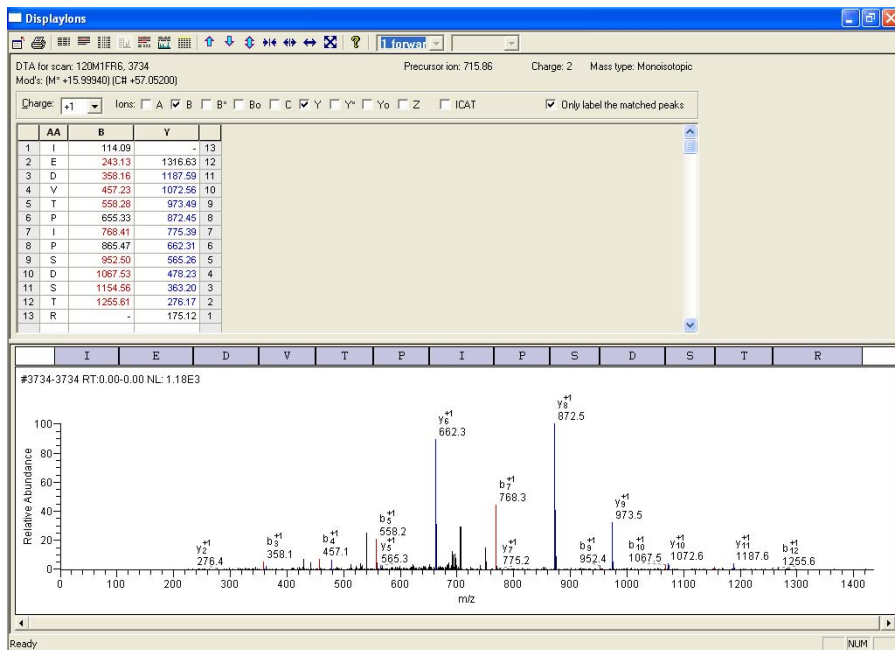 DisplayIons
1 forwar
DTA for scan: 120M1FR6, 3734 Precursor ion: 715.86 Charge: 2 Mass type: Monoisotopic
Mod's: (M* +15.99940) (C# +57.05200)
Charge: +1 Ions: A B B* Bo C Y Y* Yo Z ICAT Only label the matched peaks
AA B Y
1 I 114.09 - 13
2 E 243.13 1316.63 12
3 D 358.16 1187.59 11
4 V 457.23 1072.56 10
5 T 558.28 973.49 9
6 P 655.33 872.45 8
7 I 768.41 775.39 7
8 P 865.47 662.31 6
9 S 952.50 565.26 5
10 D 1067.53 478.23 4
11 S 1154.56 363.20 3
12 T 1255.61 276.17 2
13 R - 175.12 1
I E D V T P I P S D S T R
#3734-3734 RT:0.00-0.00 NL: 1.18E3
Relative Abundance
100
80
60
40
20
0
y8+1
872.5
y6+1
662.3
b7+1
768.3
b5+1
558.2
y9+1
973.5
y2+1
276.4
b3+1
358.1
b4+1
457.1
y5+1
565.3
y7+1
775.2
b9+1
952.4
b10+1
1067.5
y10+1
1072.6
y11+1
1187.6
b12+1
1255.6
0 100 200 300 400 500 600 700 800 900 1000 1100 1200 1300 1400
m/z
Ready NUM